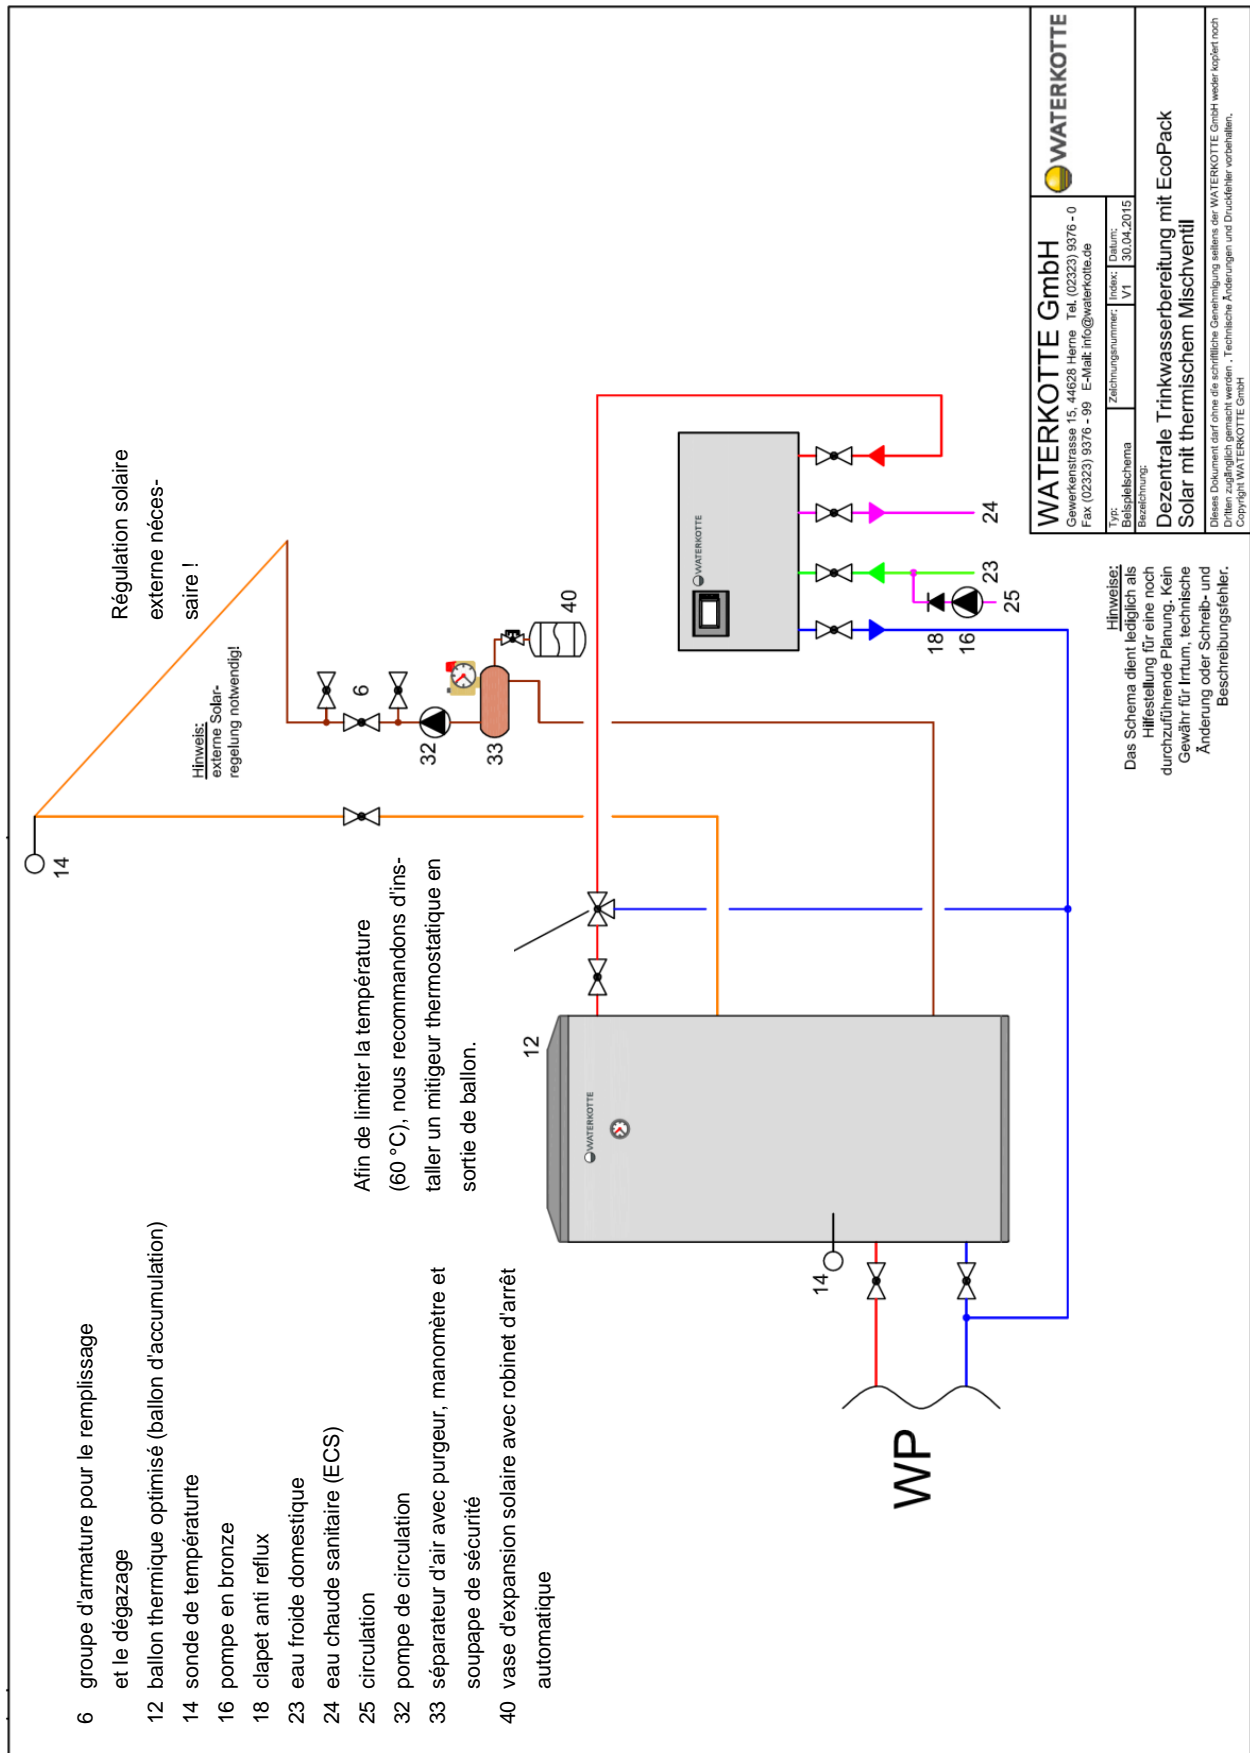 6 groupe d'armature pour le remplissage
et le dégazage
12 ballon thermique optimisé (ballon d'accumulation)
14 sonde de températurte
16 pompe en bronze
18 clapet anti reflux
23 eau froide domestique
24 eau chaude sanitaire (ECS)
25 circulation
32 pompe de circulation
33 séparateur d'air avec purgeur, manomètre et
soupape de sécurité
40 vase d'expansion solaire avec robinet d'arrêt
automatique
Afin de limiter la température
(60 °C), nous recommandons d'ins-
taller un mitigeur thermostatique en
sortie de ballon.
Régulation solaire
externe néces-
saire !
Hinweis:
externe Solar-
regelung notwendig!
14
6
32
33
40
12
WATERKOTTE
14
WP
WATERKOTTE
18
16
25
23
24
Hinweise:
Das Schema dient lediglich als
Hilfestellung für eine noch
durchzuführende Planung. Kein
Gewähr für Irrtum, technische
Änderung oder Schreib- und
Beschreibungsfehler.
WATERKOTTE GmbH
Gewerkenstrasse 15, 44628 Herne Tel. (02323) 9376 - 0
Fax (02323) 9376 - 99 E-Mail: info@waterkotte.de
WATERKOTTE
Typ:
Beispielschema
Zeichnungsnummer:
Index:
V1
Datum:
30.04.2015
Bezeichnung:
Dezentrale Trinkwasserbereitung mit EcoPack
Solar mit thermischem Mischventil
Dieses Dokument darf ohne die schriftliche Genehmigung seitens der WATERKOTTE GmbH weder kopiert noch
Dritten zugänglich gemacht werden . Technische Änderungen und Druckfehler vorbehalten.
Copyright WATERKOTTE GmbH